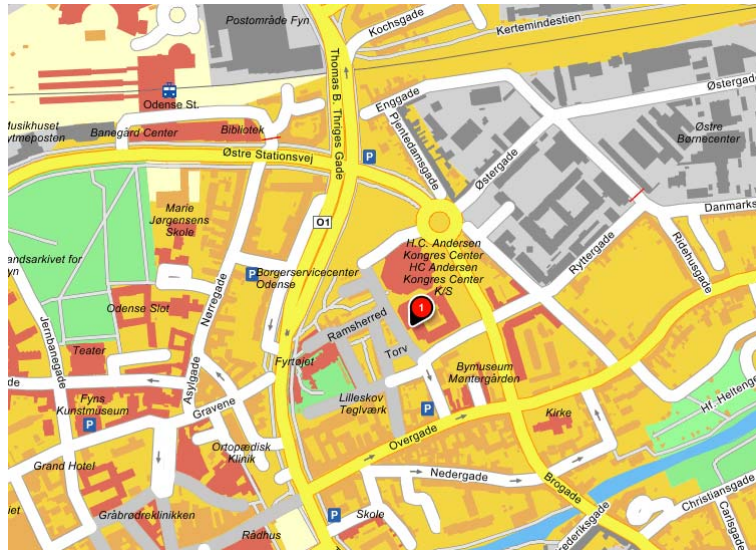 Postområde Fyn
Kochsgade
Kertemindestien
Thomas B. Thriges Gade
Odense St.
Enggade
Østergade
Musikhuset
Banegård Center
Bibliotek
Pjentedamsgade
Østre
Børnecenter
Østre Stationsvej
P
Østergade
Marie
Jørgensens
Skole
O1
Danmarks
Ridehusgade
H.C. Andersen
Kongres Center
HC Andersen
Kongres Center
K/S
Ryttergade
Borgerservicecenter
Odense
P
Nørregade
Odense Slot
1
Ramsherred
Jernbanegade
Teater
Fyrtøjet
Torv
Bymuseum
Møntergården
Asylgade
Fyns
Kunstmuseum
Gravene
Lilleskov
Teglværk
P
P
Kirke
Overgade
Ortopædisk
Klinik
Grand Hotel
Nedergade
Brogade
Christiansgade
Carlsgade
Gråbrødreklinikken
P
Skole
Rådhus